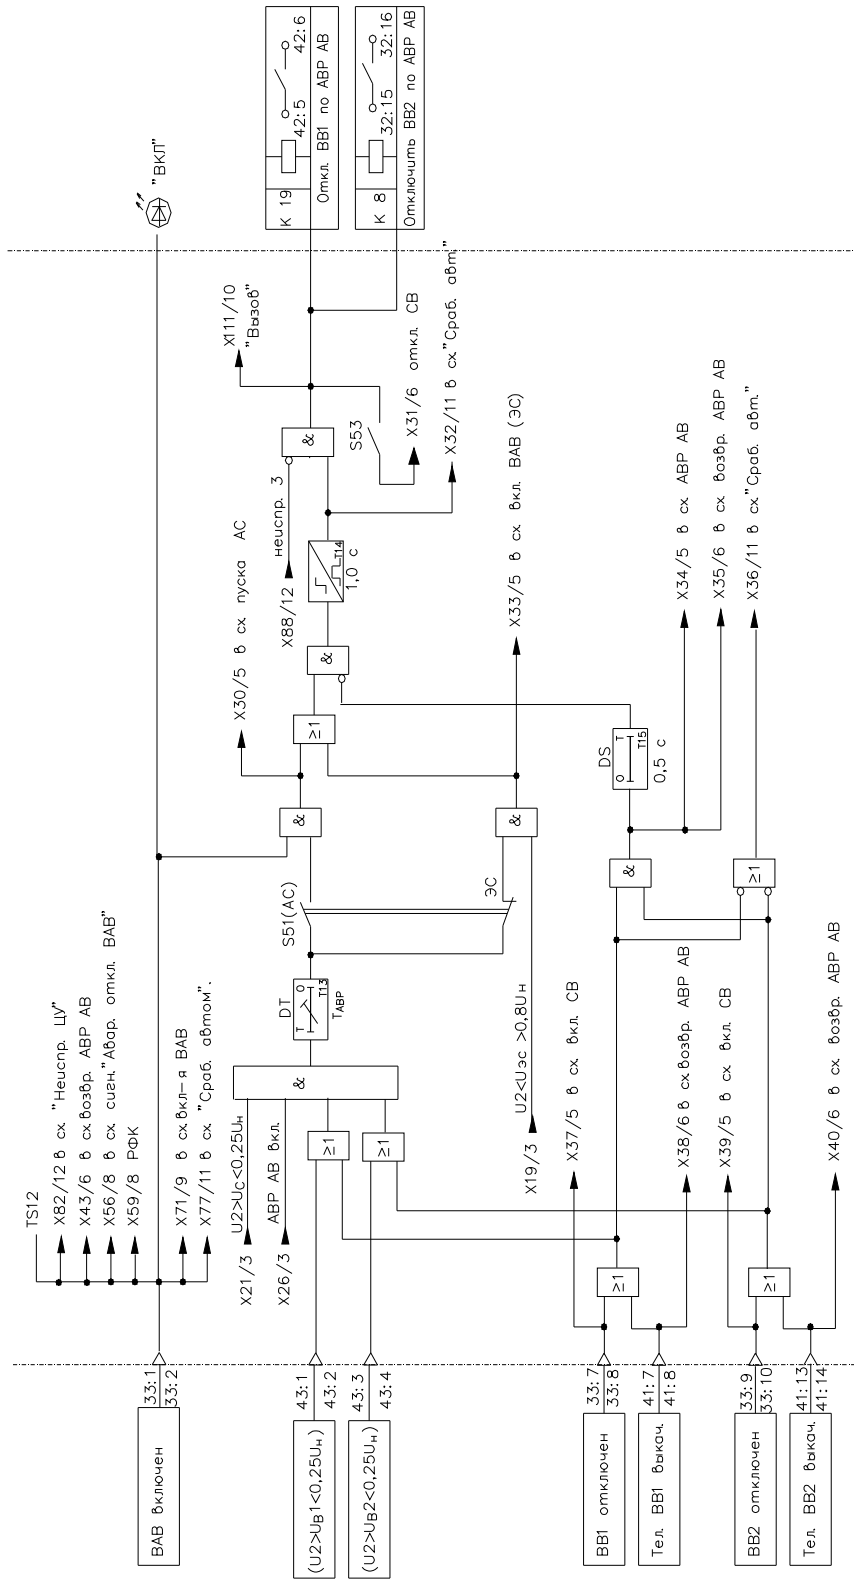 ВАВ включен
33:1
33:2
TS12
X82/12 в сх. "Неиспр. ЦУ"
X43/6 в сх.возвр. АВР АВ
X56/8 в сх. сигн."Авар. откл. ВАВ"
X59/8 РФК
X71/9 в сх.вкл-я ВАВ
X77/11 в сх. "Сраб. автом".
"ВКЛ"
(U2>UВ1<0,25Uн)
43:1
43:2
(U2>UВ2<0,25Uн)
43:3
43:4
X21/3
U2>Uс<0,25Uн
X26/3
АВР АВ вкл.
≥1
≥1
&
DT
T O
T13
TАВР
S51(АС)
ЭС
X19/3
U2<Uэс >0,8Uн
&
&
X30/5 в сх. пуска АС
X33/5 в сх. вкл. ВАВ (ЭС)
≥1
&
T14
1,0 с
X88/12
неиспр. 3
&
S53
X31/6 откл. СВ
X32/11 в сх."Сраб. авт."
X111/10
"Вызов"
К 19
42:5
42:6
Откл. ВВ1 по АВР АВ
К 8
32:15
32:16
Отключить ВВ2 по АВР АВ
ВВ1 отключен
33:7
33:8
Тел. ВВ1 выкач.
41:7
41:8
≥1
X37/5 в сх. вкл. СВ
X38/6 в сх.возвр. АВР АВ
ВВ2 отключен
33:9
33:10
Тел. ВВ2 выкач.
41:13
41:14
≥1
X39/5 в сх. вкл. СВ
X40/6 в сх. возвр. АВР АВ
&
≥1
DS
O T
T15
0,5 с
X34/5 в сх. АВР АВ
X35/6 в сх. возвр. АВР АВ
X36/11 в сх."Сраб. авт."